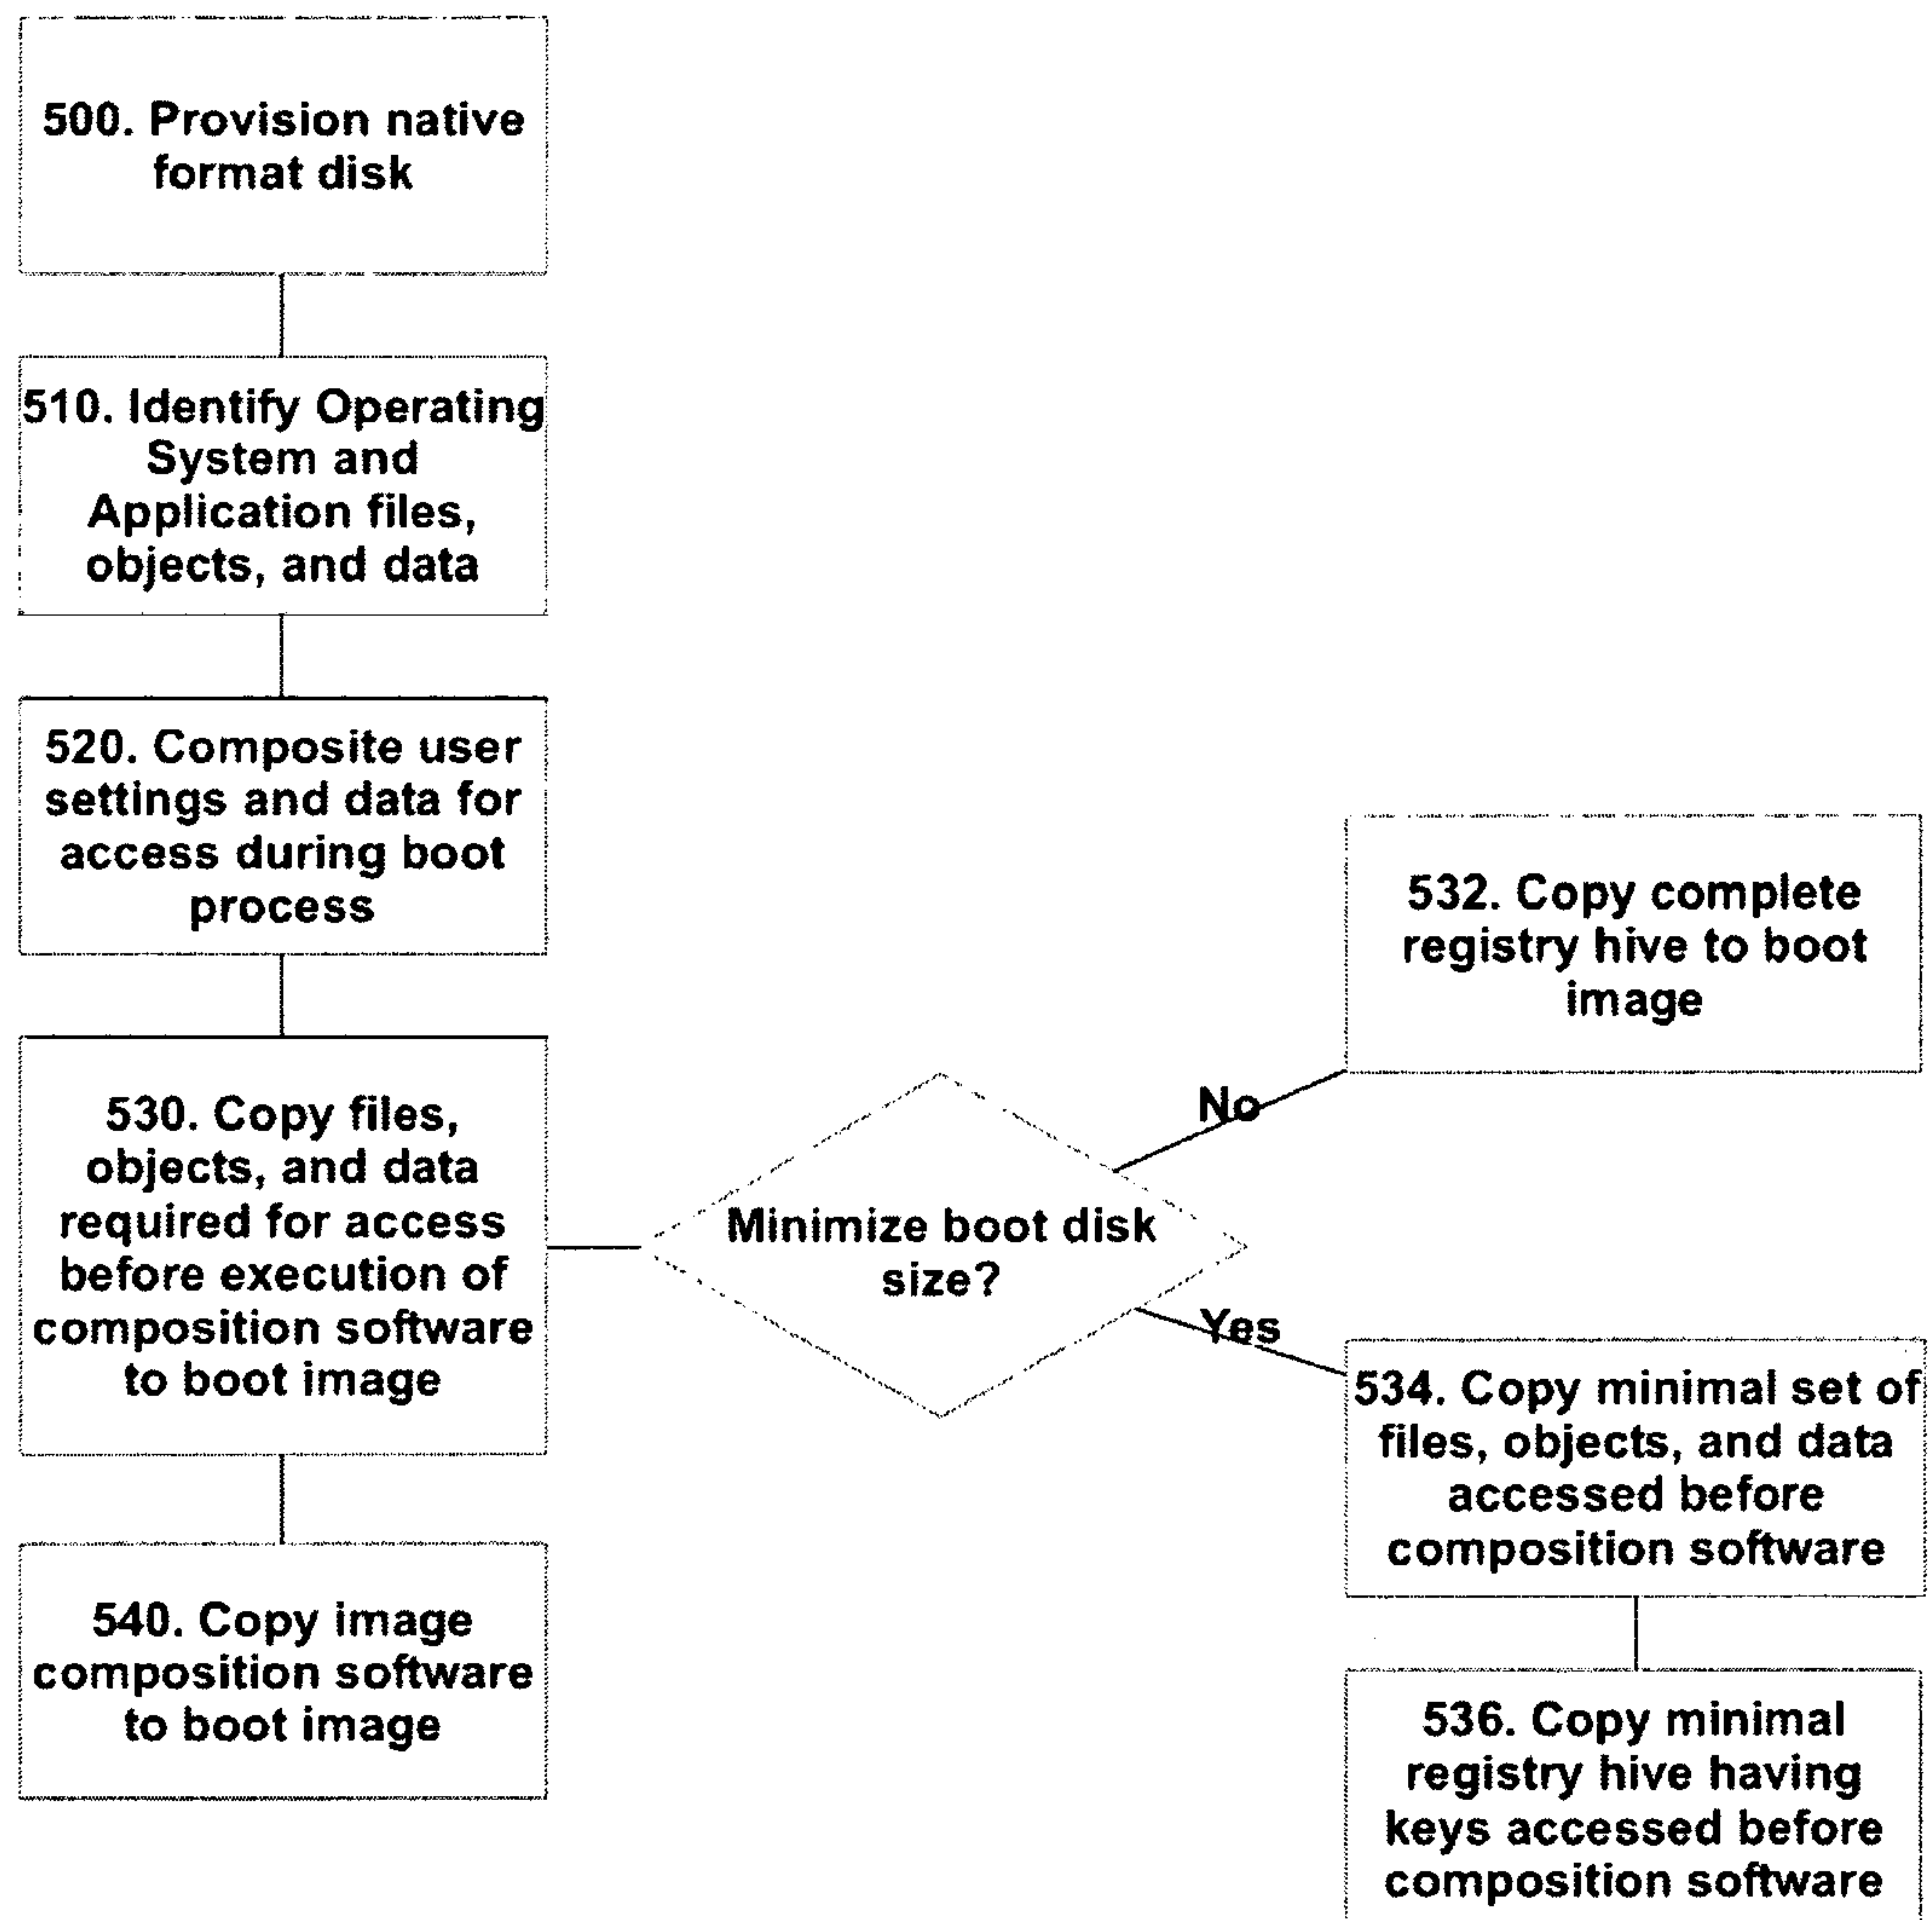 500. Provision native
format disk
510. Identify Operating
System and
Application files,
objects, and data
520. Composite user
settings and data for
access during boot
process
530. Copy files,
objects, and data
required for access
before execution of
composition software
to boot image
540. Copy image
composition software
to boot image
Minimize boot disk
size?
No
Yes
532. Copy complete
registry hive to boot
image
534. Copy minimal set of
files, objects, and data
accessed before
composition software
536. Copy minimal
registry hive having
keys accessed before
composition software